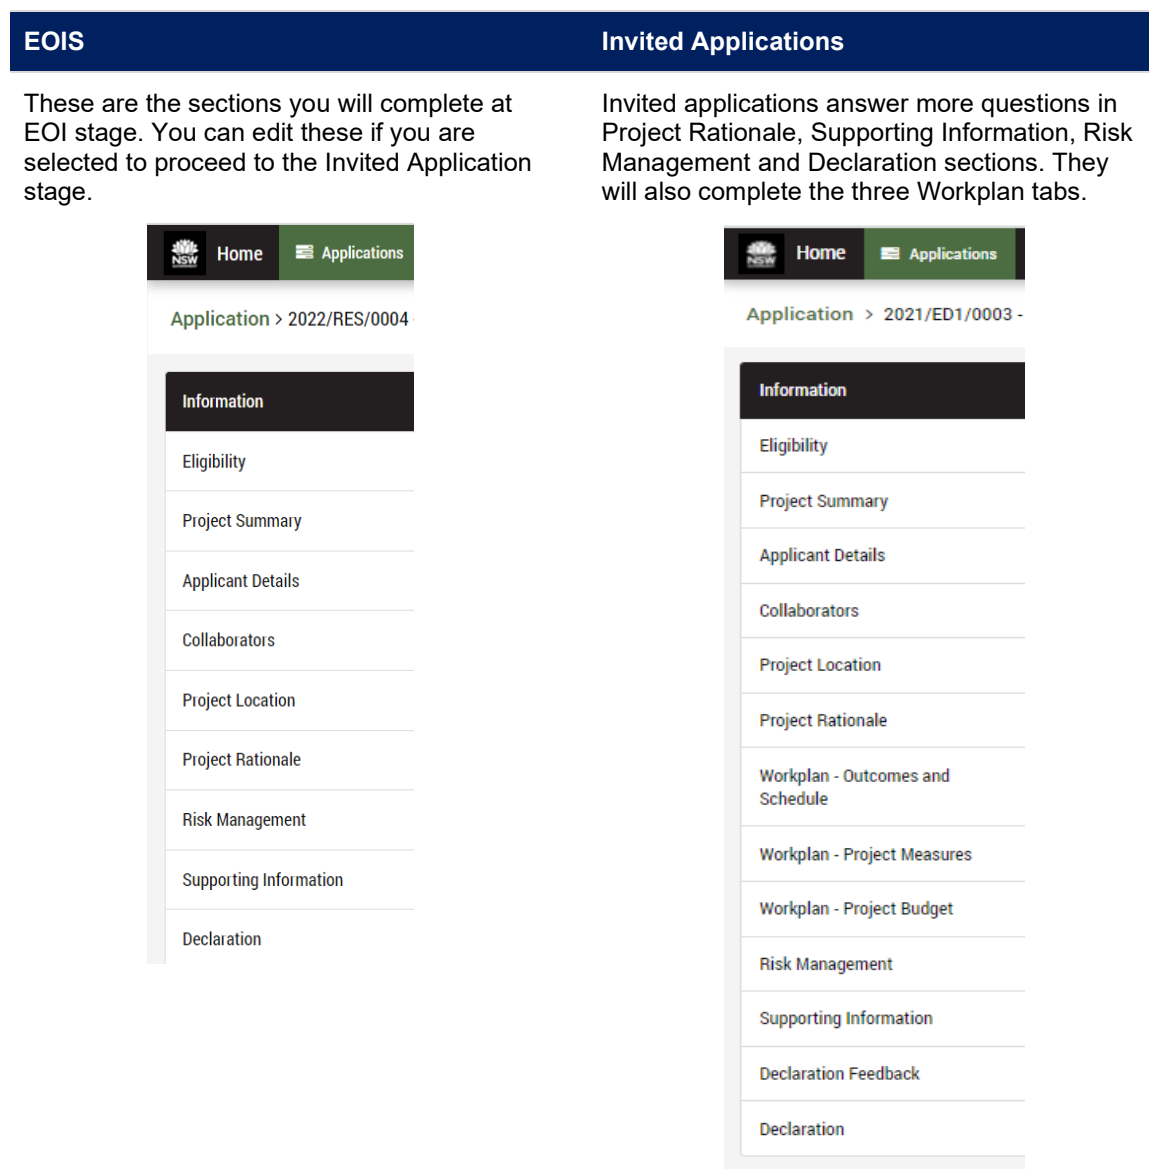 EOIS
Invited Applications
These are the sections you will complete at
EOI stage. You can edit these if you are
selected to proceed to the Invited Application
stage.
Invited applications answer more questions in
Project Rationale, Supporting Information, Risk
Management and Declaration sections. They
will also complete the three Workplan tabs.
NSW Home Applications
Application > 2022/RES/0004 -
Information
Eligibility
Project Summary
Applicant Details
Collaborators
Project Location
Project Rationale
Risk Management
Supporting Information
Declaration
NSW Home Applications
Application > 2021/ED1/0003 -
Information
Eligibility
Project Summary
Applicant Details
Collaborators
Project Location
Project Rationale
Workplan - Outcomes and
Schedule
Workplan - Project Measures
Workplan - Project Budget
Risk Management
Supporting Information
Declaration Feedback
Declaration